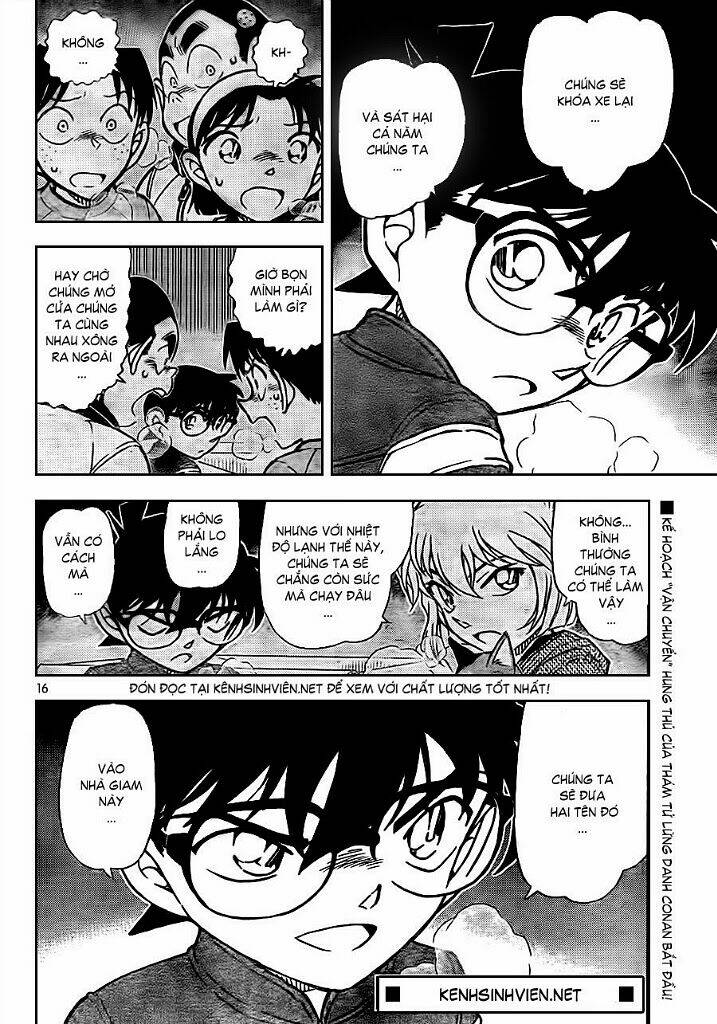 CHÚNG SẼ
KHÓA XE LẠI
...
VÀ SÁT HẠI
CẢ NĂM
CHÚNG TA
...
KH-
KHÔNG
...
GIỜ BỌN
MÌNH PHẢI
LÀM GÌ?
HAY CHỜ
CHÚNG MỞ
CỬA CHÚNG
TA CÙNG
NHAU XÔNG
RA NGOÀI
...
KHÔNG...
BÌNH
THƯỜNG
CHÚNG TA
CÓ THỂ LÀM
VẬY ...
NHƯNG VỚI NHIỆT
ĐỘ LẠNH THẾ NÀY,
CHÚNG TA SẼ
CHẲNG CÒN SỨC
MÀ CHẠY ĐÂU
KHÔNG
PHẢI LO
LẮNG
...
VẪN CÓ
CÁCH
MÀ ...
16
ĐÓN ĐỌC TẠI KÊNHSINHVIÊN.NET ĐỂ XEM VỚI CHẤT LƯỢNG TỐT NHẤT!
KẾ HOẠCH "VẬN CHUYỂN" HUNG THỦ CỦA THÁM TỬ LỪNG DANH CONAN BẮT ĐẦU!
CHÚNG TA
SẼ ĐƯA
HAI TÊN ĐÓ
...
VÀO
NHÀ GIAM
NÀY
...
KENHSINHVIEN.NET